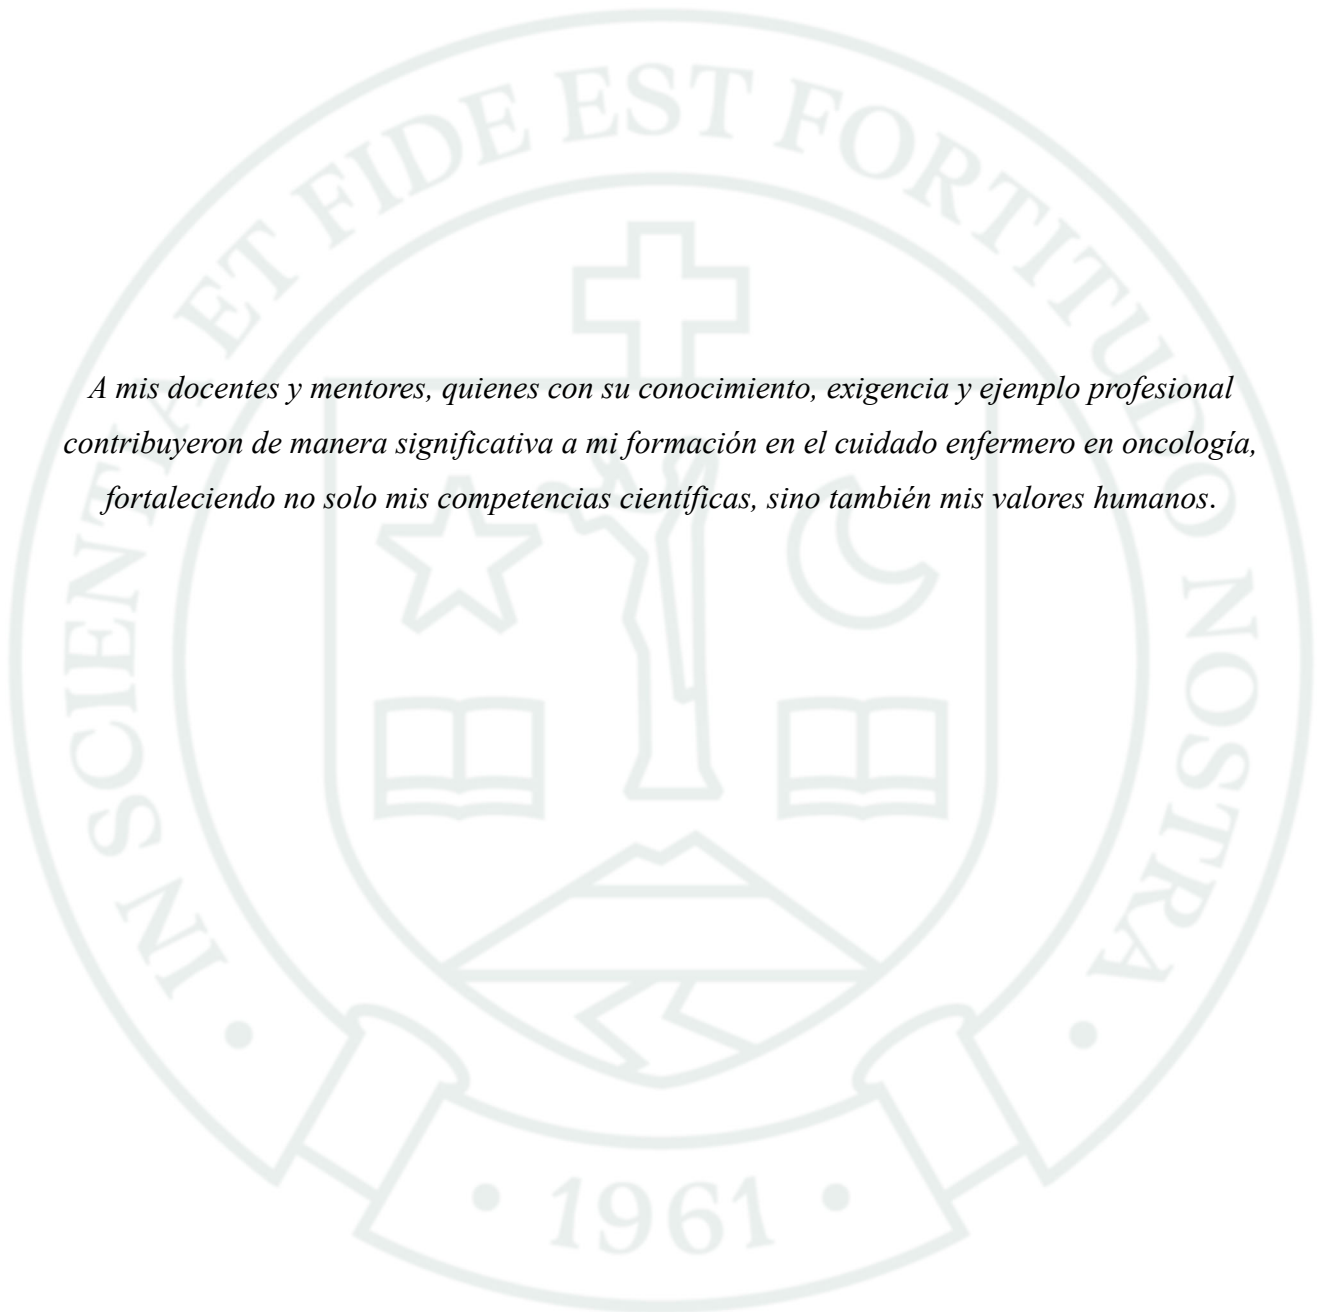 IN SCIENTIA ET FIDE EST FORTITUDO NOSTRA
A mis docentes y mentores, quienes con su conocimiento, exigencia y ejemplo profesional
contribuyeron de manera significativa a mi formación en el cuidado enfermero en oncología,
fortaleciendo no solo mis competencias científicas, sino también mis valores humanos.
• 1961 •